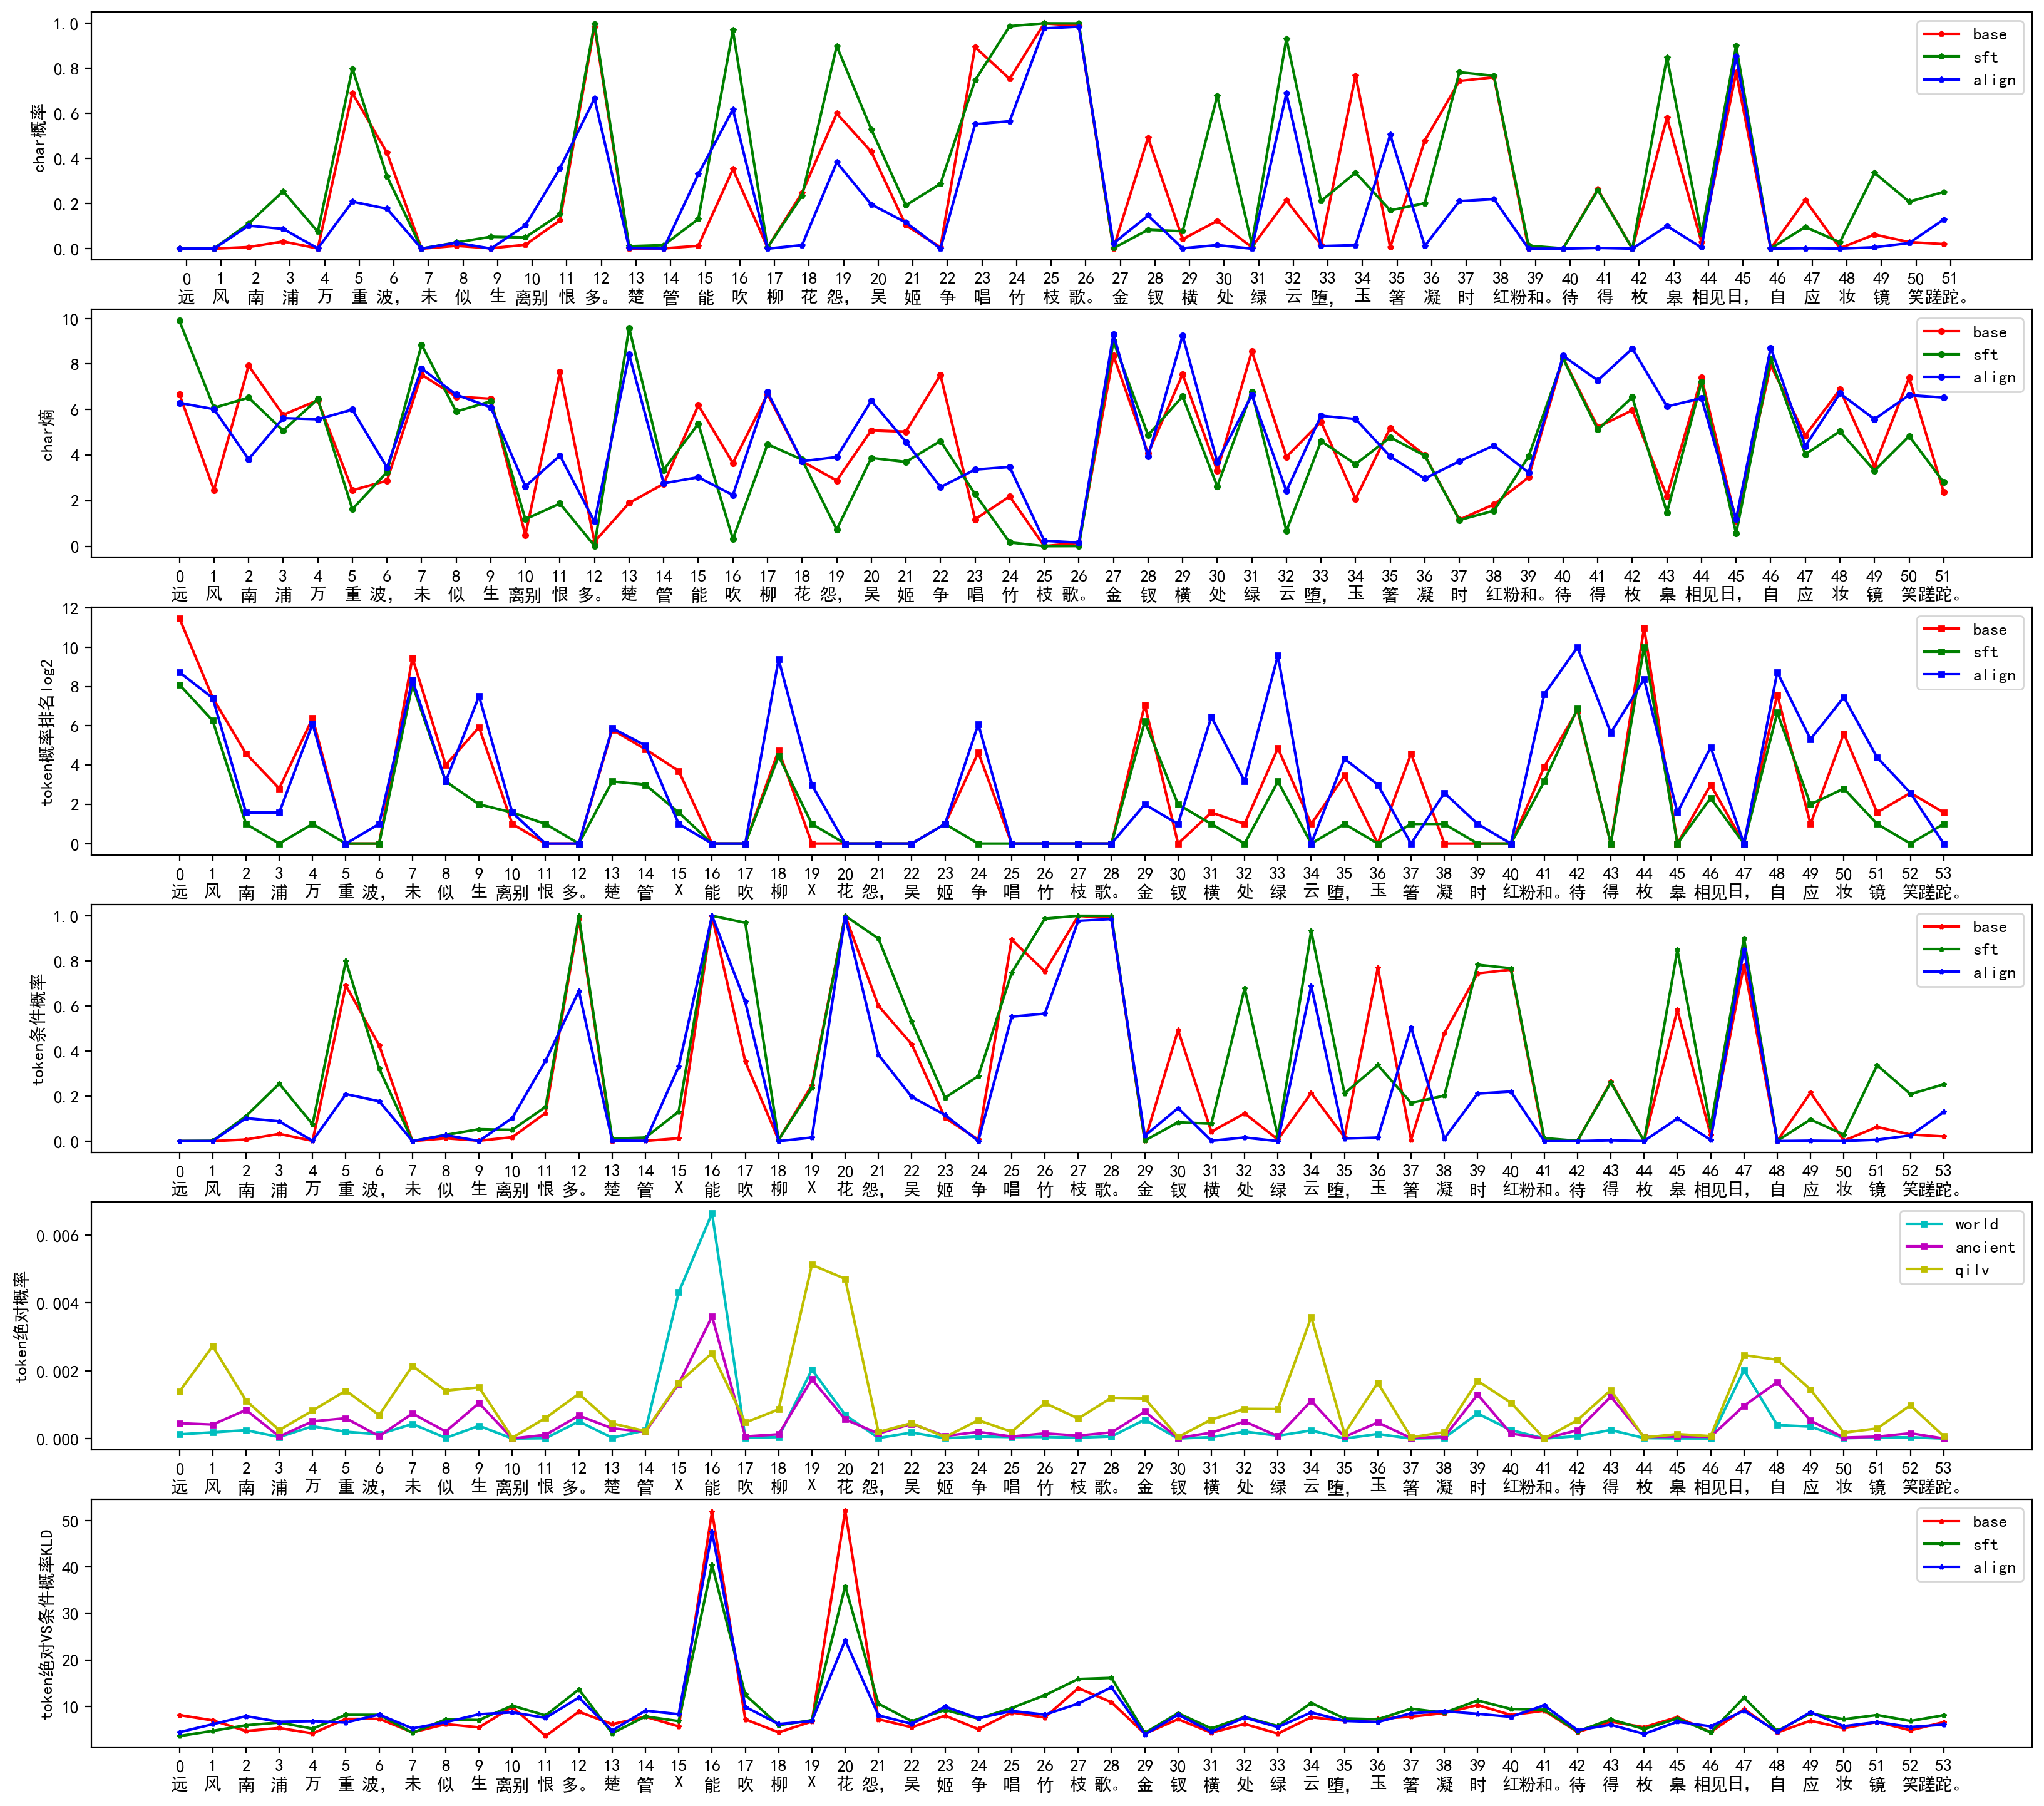 char概率
1.0
0.8
0.6
0.4
0.2
0.0
base
sft
align
0 1 2 3 4 5 6 7 8 9 10 11 12 13 14 15 16 17 18 19 20 21 22 23 24 25 26 27 28 29 30 31 32 33 34 35 36 37 38 39 40 41 42 43 44 45 46 47 48 49 50 51
远 风 南 浦 万 重 波, 未 似 生 离别 恨 多。 楚 管 能 吹 柳 花 怨, 吴 姬 争 唱 竹 枝 歌。 金 钗 横 处 绿 云 堕, 玉 箸 凝 时 红粉和。待 得 枚 皋 相见日, 自 应 妆 镜 笑蹉跎。
char熵
10
8
6
4
2
0
base
sft
align
0 1 2 3 4 5 6 7 8 9 10 11 12 13 14 15 16 17 18 19 20 21 22 23 24 25 26 27 28 29 30 31 32 33 34 35 36 37 38 39 40 41 42 43 44 45 46 47 48 49 50 51
远 风 南 浦 万 重 波, 未 似 生 离别 恨 多。 楚 管 能 吹 柳 花 怨, 吴 姬 争 唱 竹 枝 歌。 金 钗 横 处 绿 云 堕, 玉 箸 凝 时 红粉和。待 得 枚 皋 相见日, 自 应 妆 镜 笑蹉跎。
token概率排名log2
12
10
8
6
4
2
0
base
sft
align
0 1 2 3 4 5 6 7 8 9 10 11 12 13 14 15 16 17 18 19 20 21 22 23 24 25 26 27 28 29 30 31 32 33 34 35 36 37 38 39 40 41 42 43 44 45 46 47 48 49 50 51 52 53
远 风 南 浦 万 重 波, 未 似 生 离别 恨 多。 楚 管 X 能 吹 柳 X 花 怨, 吴 姬 争 唱 竹 枝 歌。 金 钗 横 处 绿 云 堕, 玉 箸 凝 时 红粉和。待 得 枚 皋 相见日, 自 应 妆 镜 笑蹉跎。
token条件概率
1.0
0.8
0.6
0.4
0.2
0.0
base
sft
align
0 1 2 3 4 5 6 7 8 9 10 11 12 13 14 15 16 17 18 19 20 21 22 23 24 25 26 27 28 29 30 31 32 33 34 35 36 37 38 39 40 41 42 43 44 45 46 47 48 49 50 51 52 53
远 风 南 浦 万 重 波, 未 似 生 离别 恨 多。 楚 管 X 能 吹 柳 X 花 怨, 吴 姬 争 唱 竹 枝 歌。 金 钗 横 处 绿 云 堕, 玉 箸 凝 时 红粉和。待 得 枚 皋 相见日, 自 应 妆 镜 笑蹉跎。
token绝对概率
0.006
0.004
0.002
0.000
world
ancient
qilv
0 1 2 3 4 5 6 7 8 9 10 11 12 13 14 15 16 17 18 19 20 21 22 23 24 25 26 27 28 29 30 31 32 33 34 35 36 37 38 39 40 41 42 43 44 45 46 47 48 49 50 51 52 53
远 风 南 浦 万 重 波, 未 似 生 离别 恨 多。 楚 管 X 能 吹 柳 X 花 怨, 吴 姬 争 唱 竹 枝 歌。 金 钗 横 处 绿 云 堕, 玉 箸 凝 时 红粉和。待 得 枚 皋 相见日, 自 应 妆 镜 笑蹉跎。
token绝对VS条件概率KLD
50
40
30
20
10
base
sft
align
0 1 2 3 4 5 6 7 8 9 10 11 12 13 14 15 16 17 18 19 20 21 22 23 24 25 26 27 28 29 30 31 32 33 34 35 36 37 38 39 40 41 42 43 44 45 46 47 48 49 50 51 52 53
远 风 南 浦 万 重 波, 未 似 生 离别 恨 多。 楚 管 X 能 吹 柳 X 花 怨, 吴 姬 争 唱 竹 枝 歌。 金 钗 横 处 绿 云 堕, 玉 箸 凝 时 红粉和。待 得 枚 皋 相见日, 自 应 妆 镜 笑蹉跎。